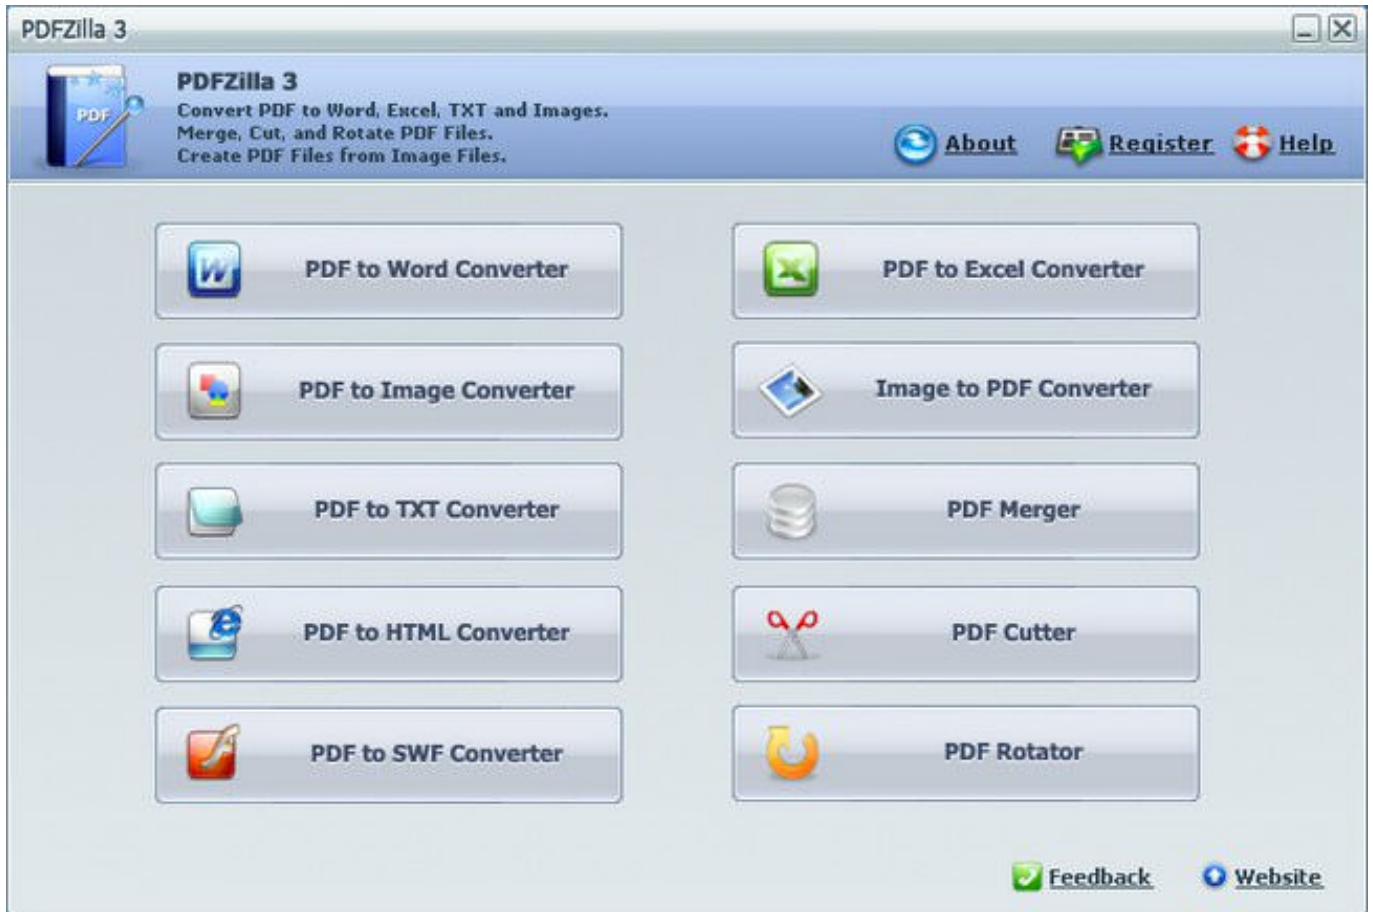 PDFZilla 3
PDF
PDFZilla 3
Convert PDF to Word, Excel, TXT and Images.
Merge, Cut, and Rotate PDF Files.
Create PDF Files from Image Files.
About Register Help
PDF to Word Converter
PDF to Excel Converter
PDF to Image Converter
Image to PDF Converter
PDF to TXT Converter
PDF Merger
PDF to HTML Converter
PDF Cutter
PDF to SWF Converter
PDF Rotator
Feedback Website